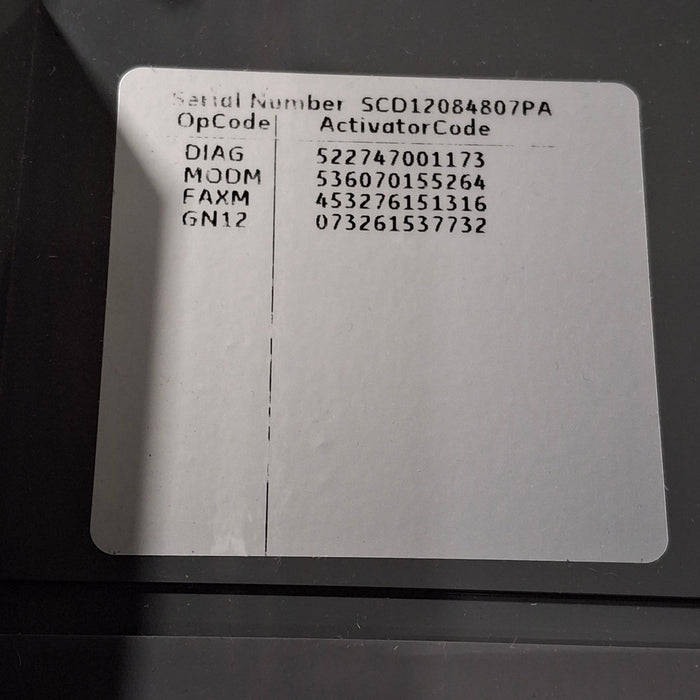 Serial Number SCD12084807PA
OpCode ActivatorCode
DIAG 522747001173
MODM 536070155264
FAXM 453276151316
GN12 073261537732